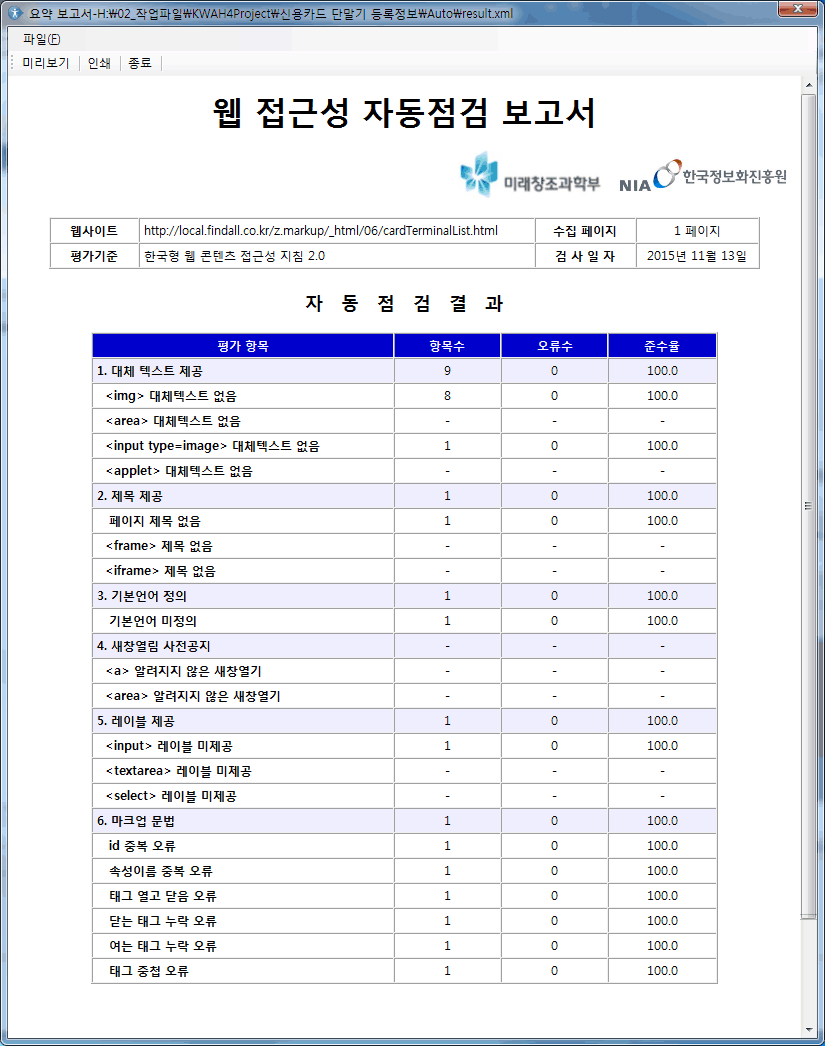 요약 보고서-H:\02_작업파일\KWAH4Project\신용카드 단말기 등록정보\Auto\result.xml
파일(F)
미리보기 인쇄 종료
웹 접근성 자동점검 보고서
미래창조과학부 NIA 한국정보화진흥원
웹사이트 http://local.findall.co.kr/z.markup/_html/06/cardTerminalList.html 수집 페이지 1 페이지
평가기준 한국형 웹 콘텐츠 접근성 지침 2.0 검 사 일 자 2015년 11월 13일
자 동 점 검 결 과
평가 항목 항목수 오류수 준수율
1. 대체 텍스트 제공 9 0 100.0
<img> 대체텍스트 없음 8 0 100.0
<area> 대체텍스트 없음 - - -
<input type=image> 대체텍스트 없음 1 0 100.0
<applet> 대체텍스트 없음 - - -
2. 제목 제공 1 0 100.0
페이지 제목 없음 1 0 100.0
<frame> 제목 없음 - - -
<iframe> 제목 없음 - - -
3. 기본언어 정의 1 0 100.0
기본언어 미정의 1 0 100.0
4. 새창열림 사전공지 - - -
<a> 알려지지 않은 새창열기 - - -
<area> 알려지지 않은 새창열기 - - -
5. 레이블 제공 1 0 100.0
<input> 레이블 미제공 1 0 100.0
<textarea> 레이블 미제공 - - -
<select> 레이블 미제공 - - -
6. 마크업 문법 1 0 100.0
id 중복 오류 1 0 100.0
속성이름 중복 오류 1 0 100.0
태그 열고 닫음 오류 1 0 100.0
닫는 태그 누락 오류 1 0 100.0
여는 태그 누락 오류 1 0 100.0
태그 중첩 오류 1 0 100.0